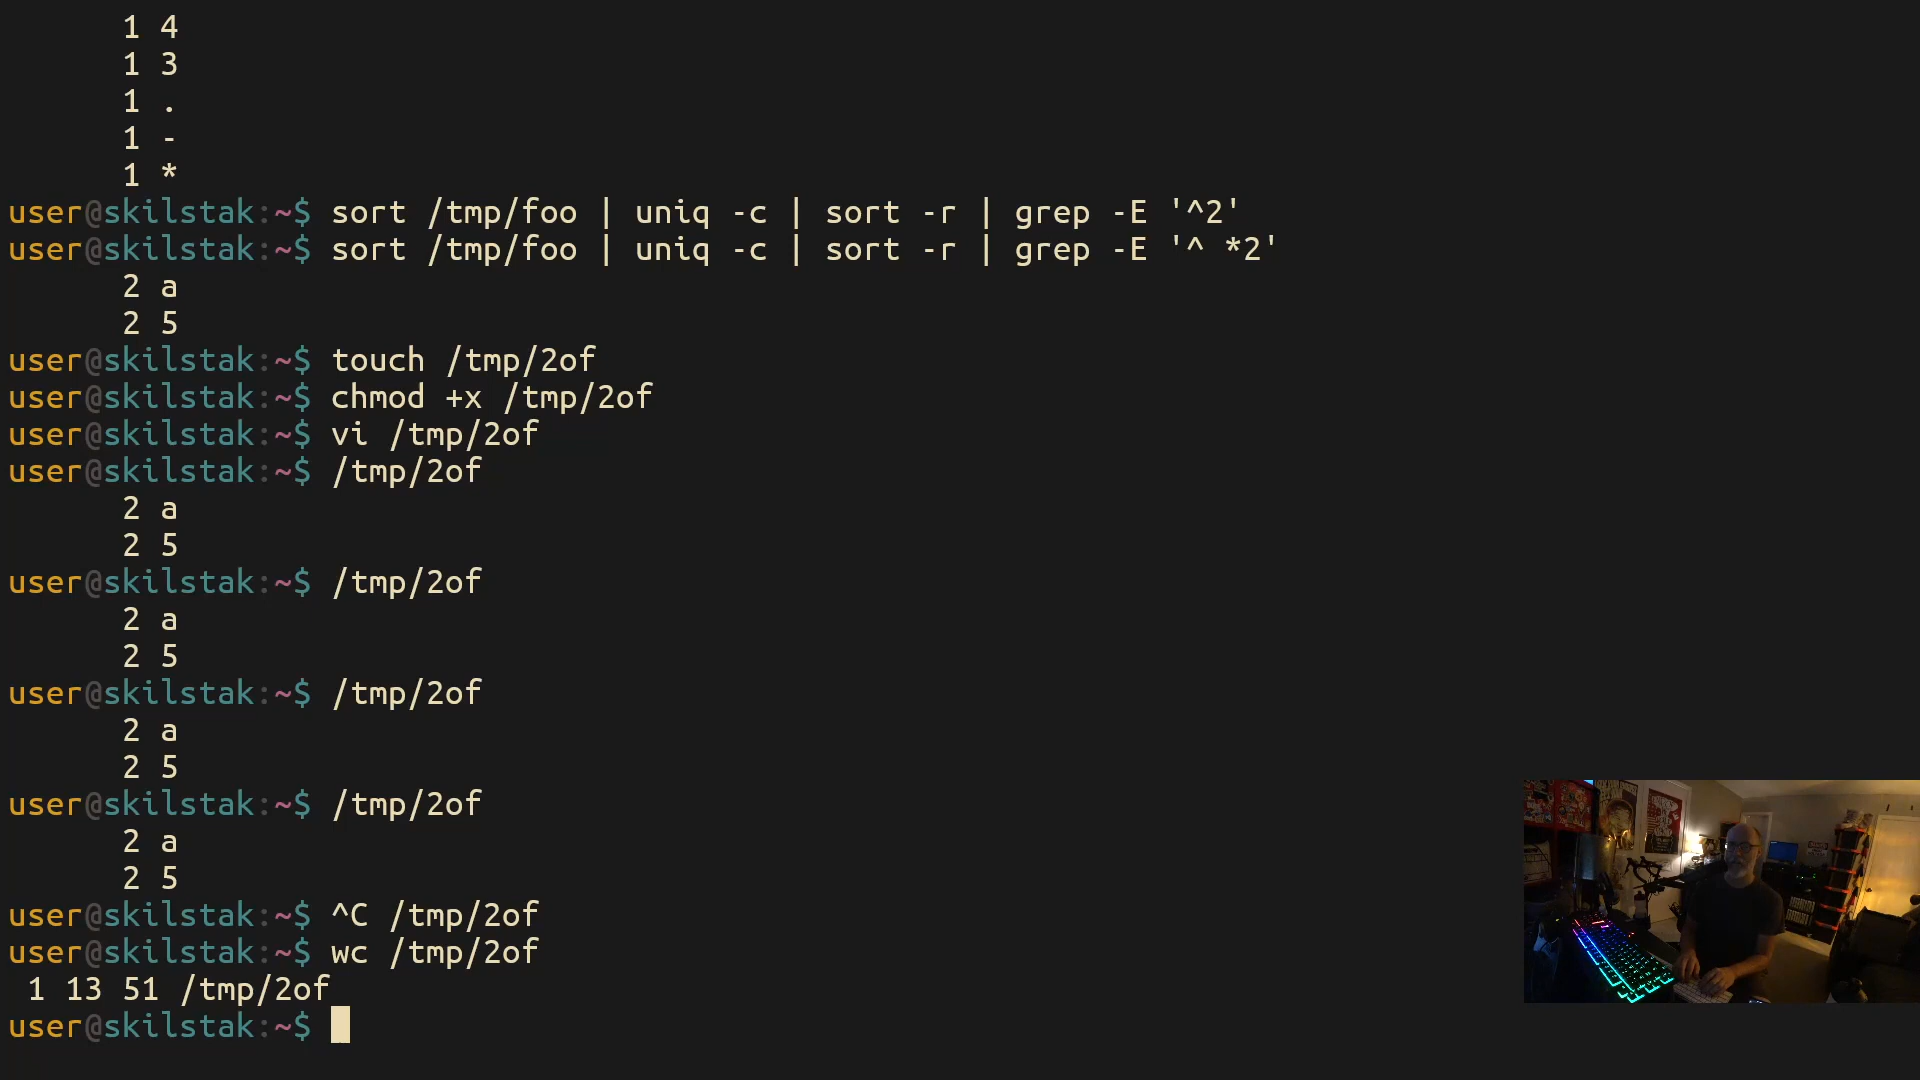 1 4
1 3
1 .
1 -
1 *
user@skilstak:~$ sort /tmp/foo | uniq -c | sort -r | grep -E '^2'
user@skilstak:~$ sort /tmp/foo | uniq -c | sort -r | grep -E '^ *2'
2 a
2 5
user@skilstak:~$ touch /tmp/2of
user@skilstak:~$ chmod +x /tmp/2of
user@skilstak:~$ vi /tmp/2of
user@skilstak:~$ /tmp/2of
2 a
2 5
user@skilstak:~$ /tmp/2of
2 a
2 5
user@skilstak:~$ /tmp/2of
2 a
2 5
user@skilstak:~$ /tmp/2of
2 a
2 5
user@skilstak:~$ ^C /tmp/2of
user@skilstak:~$ wc /tmp/2of
1 13 51 /tmp/2of
user@skilstak:~$